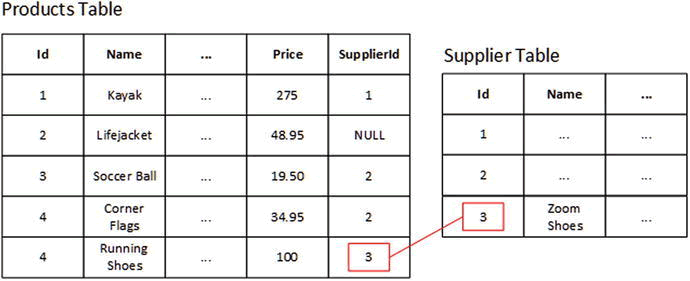 Products Table
Id Name ... Price SupplierId
1 Kayak ... 275 1
2 Lifejacket ... 48.95 NULL
3 Soccer Ball ... 19.50 2
4 Corner Flags ... 34.95 2
4 Running Shoes ... 100 3
Supplier Table
Id Name ...
1 ... ...
2 ... ...
3 Zoom Shoes ...